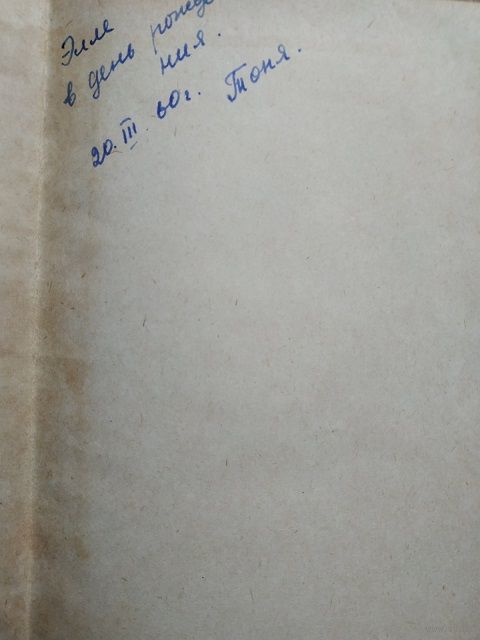 Элле
в день рожде
ния.
20. III. 60г. Тоня.